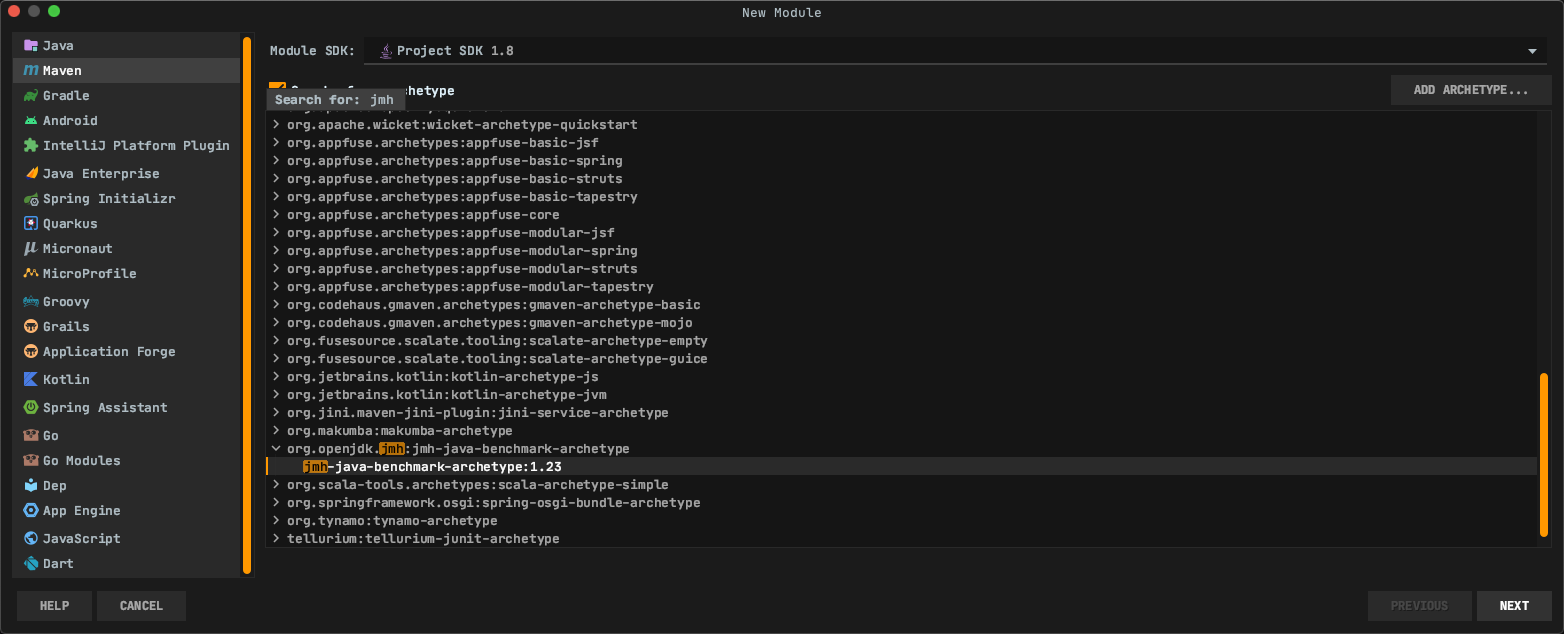 New Module
Java
Maven
Gradle
Android
IntelliJ Platform Plugin
Java Enterprise
Spring Initializr
Quarkus
Micronaut
MicroProfile
Groovy
Grails
Application Forge
Kotlin
Spring Assistant
Go
Go Modules
Dep
App Engine
JavaScript
Dart
Module SDK: Project SDK 1.8
Search for: jmh
ADD ARCHETYPE...
org.apache.wicket:wicket-archetype-quickstart
org.appfuse.archetypes:appfuse-basic-jsf
org.appfuse.archetypes:appfuse-basic-spring
org.appfuse.archetypes:appfuse-basic-struts
org.appfuse.archetypes:appfuse-basic-tapestry
org.appfuse.archetypes:appfuse-core
org.appfuse.archetypes:appfuse-modular-jsf
org.appfuse.archetypes:appfuse-modular-spring
org.appfuse.archetypes:appfuse-modular-struts
org.appfuse.archetypes:appfuse-modular-tapestry
org.codehaus.gmaven.archetypes:gmaven-archetype-basic
org.codehaus.gmaven.archetypes:gmaven-archetype-mojo
org.fusesource.scalate.tooling:scalate-archetype-empty
org.fusesource.scalate.tooling:scalate-archetype-guice
org.jetbrains.kotlin:kotlin-archetype-js
org.jetbrains.kotlin:kotlin-archetype-jvm
org.jini.maven-jini-plugin:jini-service-archetype
org.makumba:makumba-archetype
org.openjdk.jmh:jmh-java-benchmark-archetype
jmh-java-benchmark-archetype:1.23
org.scala-tools.archetypes:scala-archetype-simple
org.springframework.osgi:spring-osgi-bundle-archetype
org.tynamo:tynamo-archetype
tellurium:tellurium-junit-archetype
HELP
CANCEL
PREVIOUS
NEXT